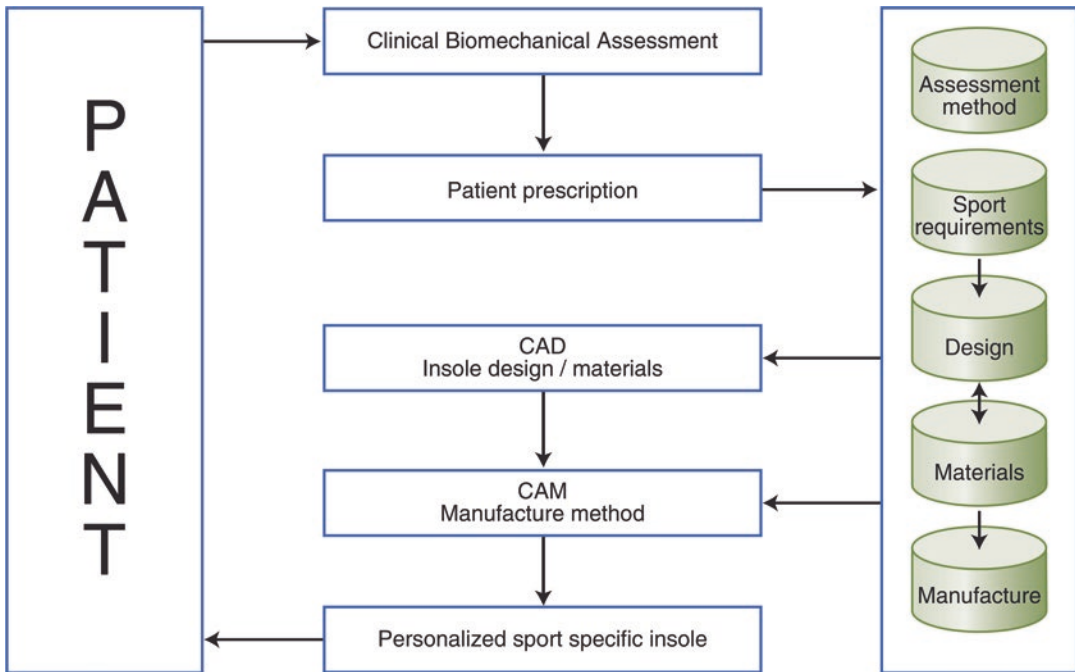 PATIENT
Clinical Biomechanical Assessment
Patient prescription
CAD
Insole design / materials
CAM
Manufacture method
Personalized sport specific insole
Assessment
method
Sport
requirements
Design
Materials
Manufacture